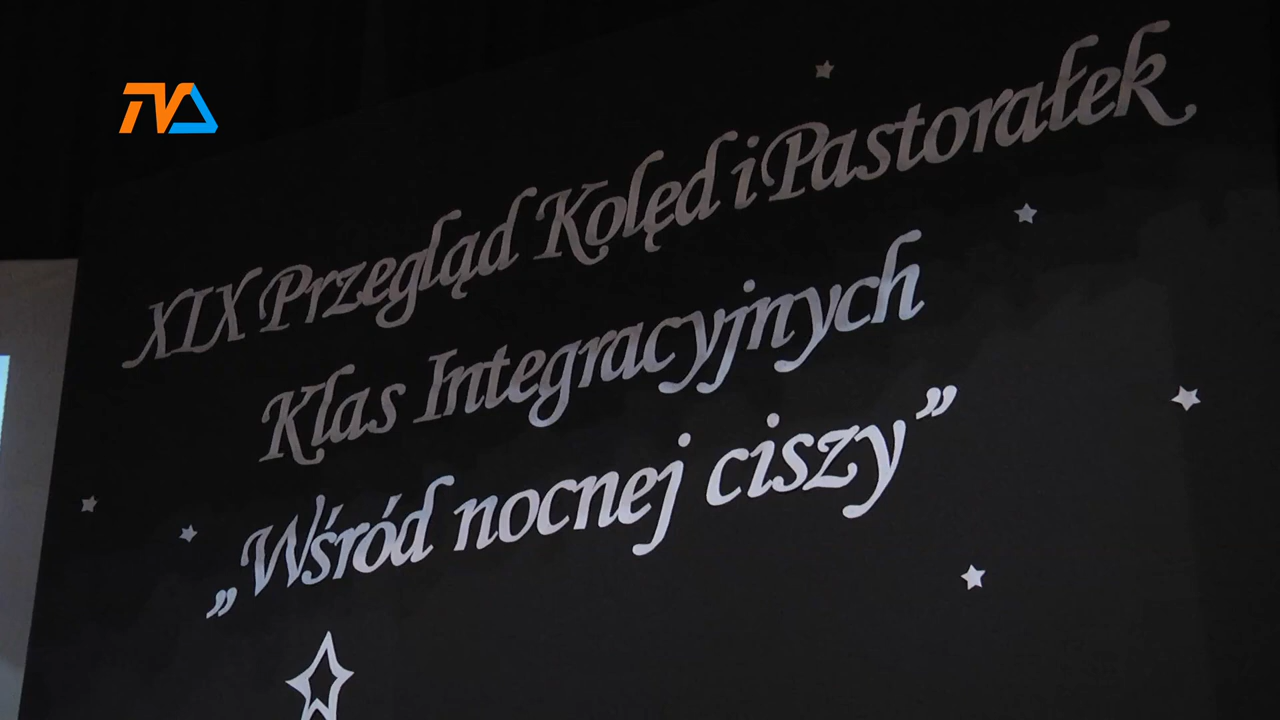 TVA
XIX Przegląd Kolęd i Pastorałek
Klas Integracyjnych
„Wśród nocnej ciszy”